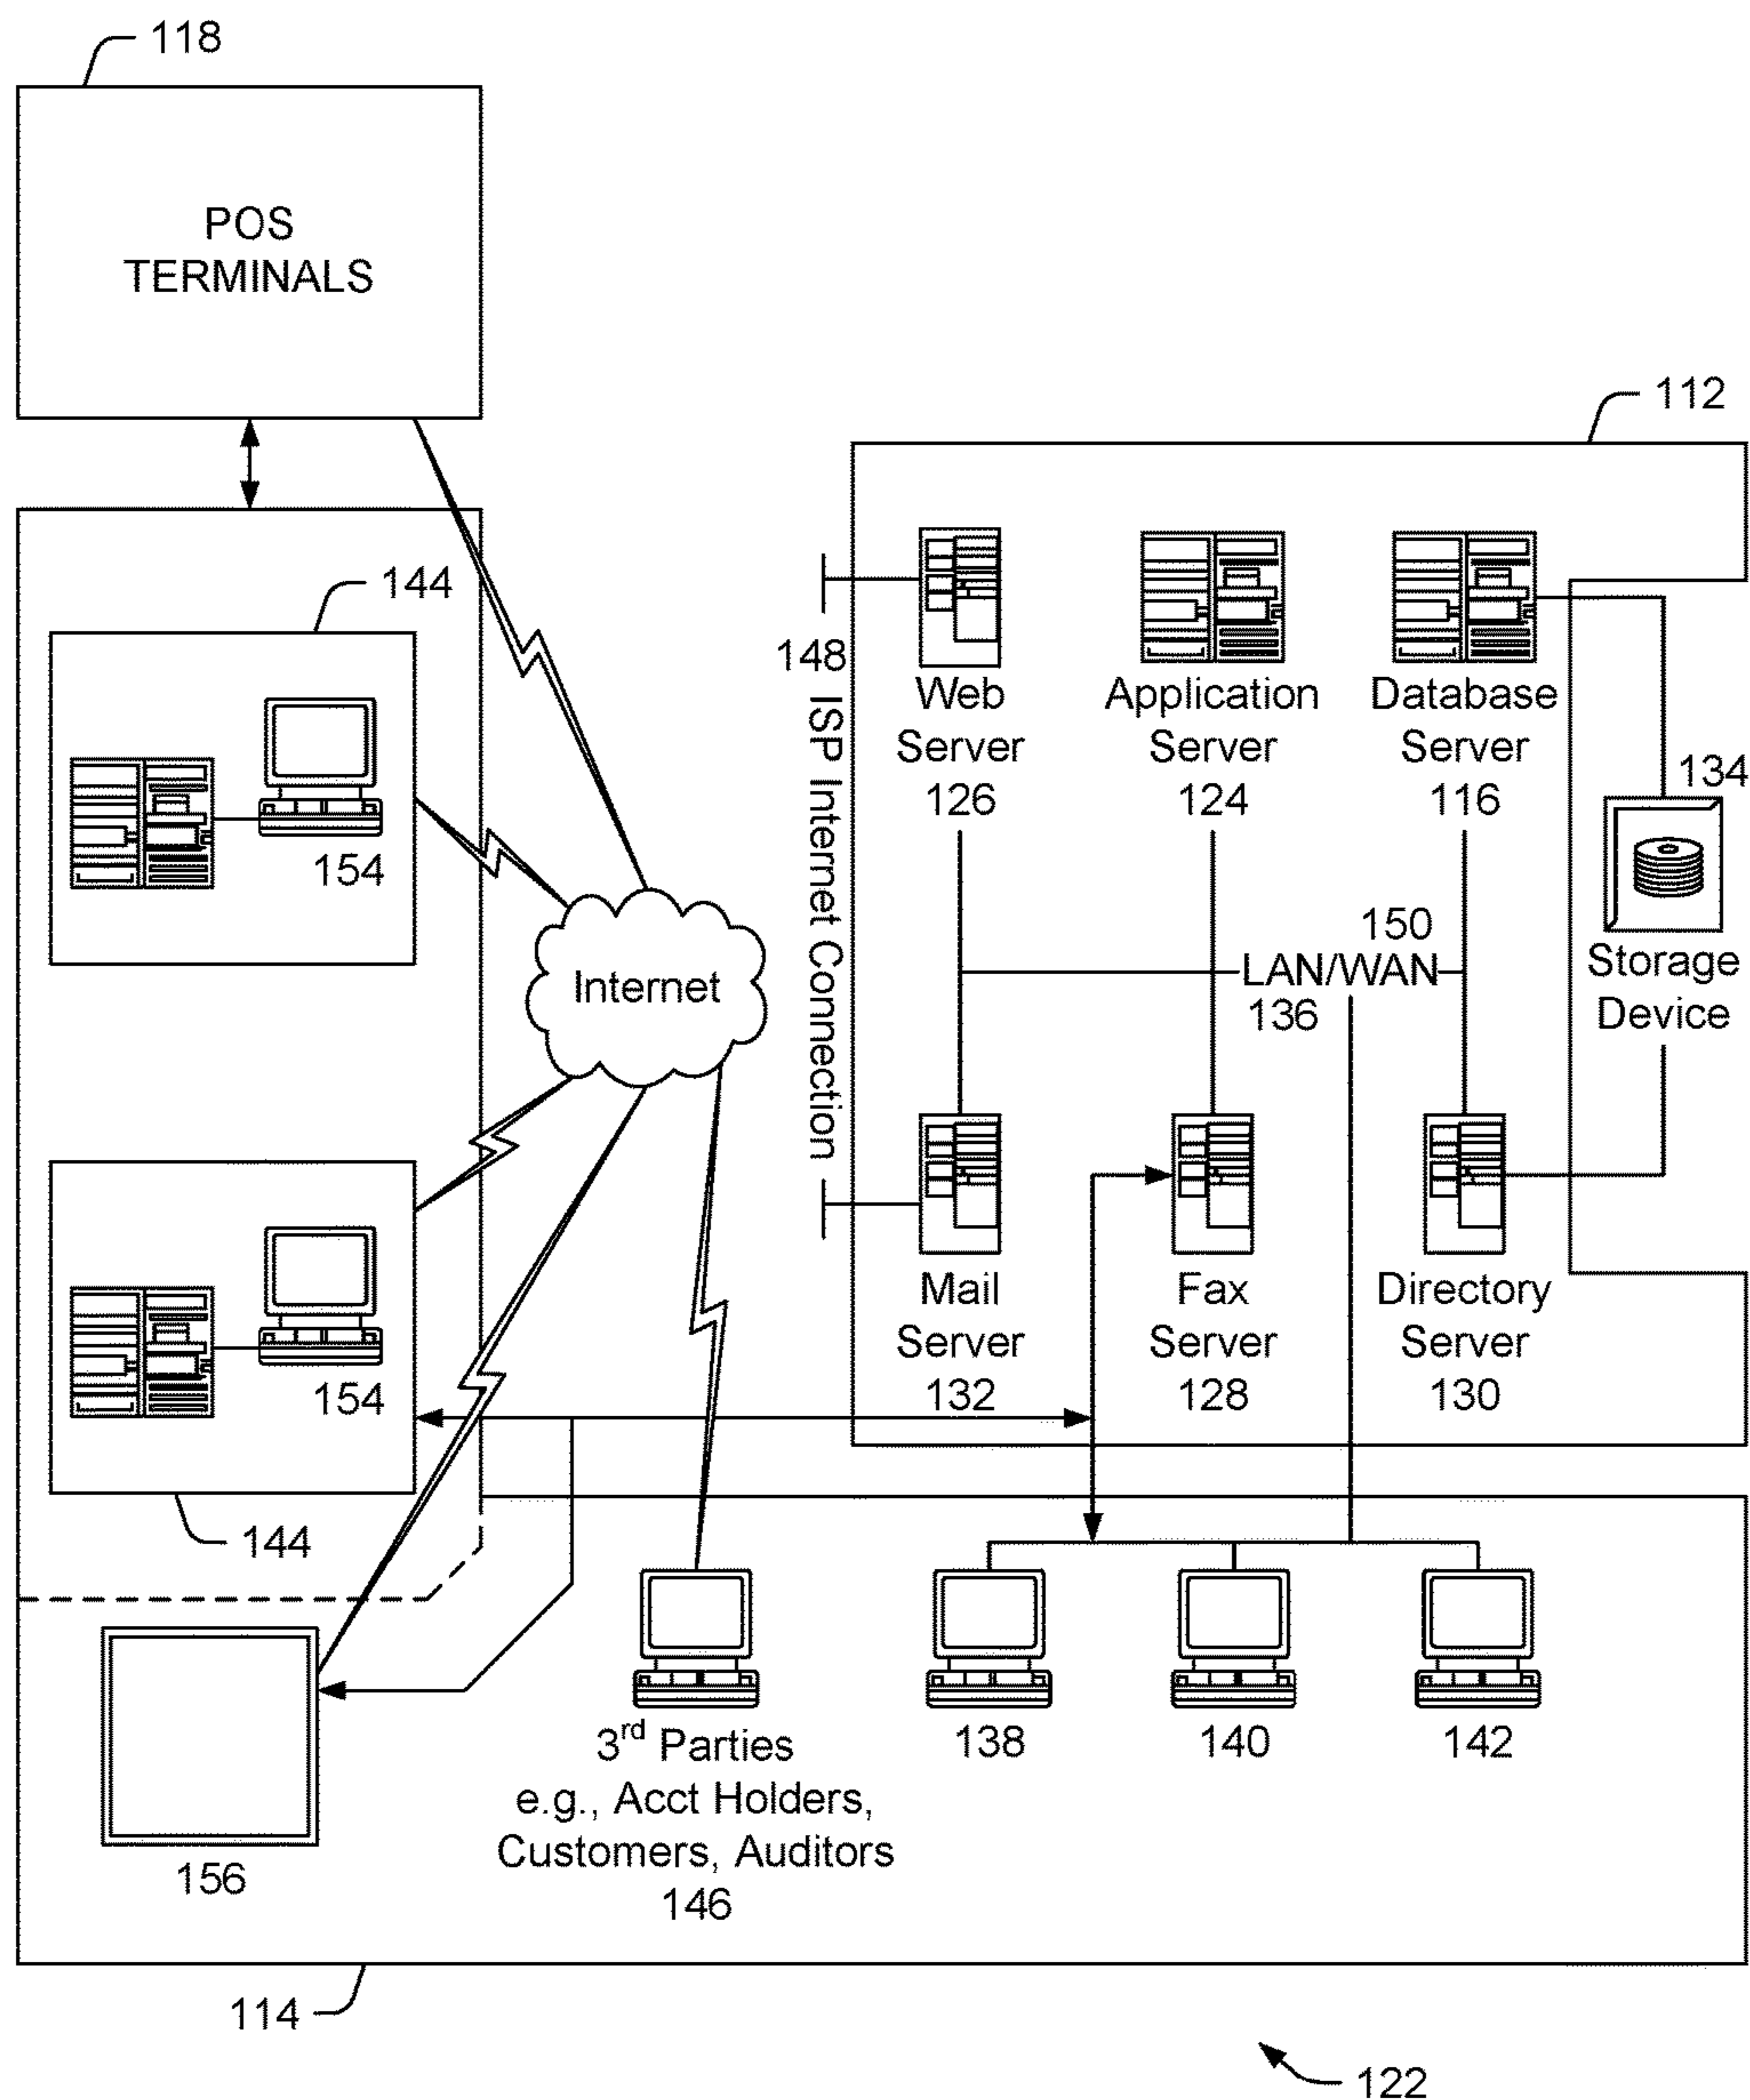 118
POS
TERMINALS
112
144
148
ISP Internet Connection
Web
Server
126
Application
Server
124
Database
Server
116
134
Storage
Device
154
Internet
150
LAN/WAN
136
154
144
Mail
Server
132
Fax
Server
128
Directory
Server
130
156
3rd Parties
e.g., Acct Holders,
Customers, Auditors
146
138
140
142
114
122